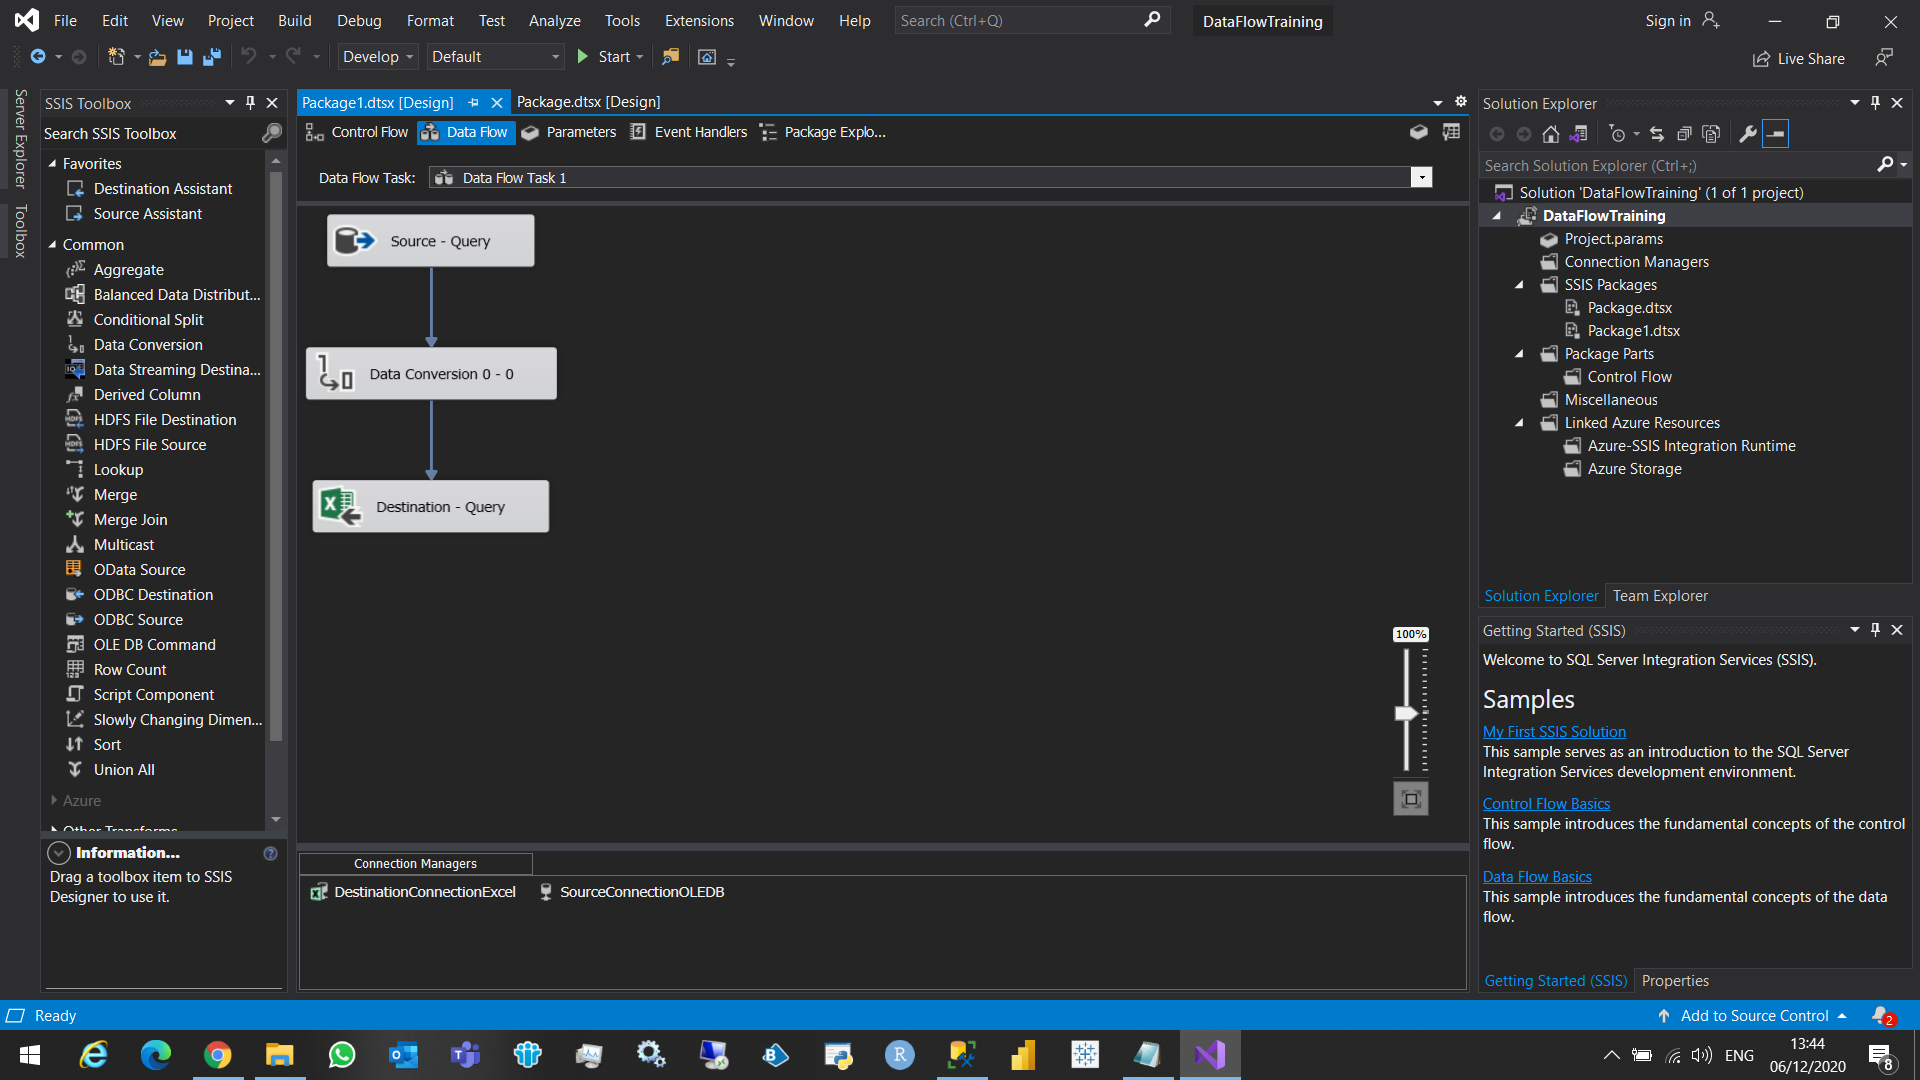 File Edit View Project Build Debug Format Test Analyze Tools Extensions Window Help Search (Ctrl+Q) DataFlowTraining Sign in
Develop Default Start Live Share
Server Explorer
Toolbox
SSIS Toolbox
Search SSIS Toolbox
Favorites
Destination Assistant
Source Assistant
Common
Aggregate
Balanced Data Distribut...
Conditional Split
Data Conversion
Data Streaming Destina...
Derived Column
HDFS File Destination
HDFS File Source
Lookup
Merge
Merge Join
Multicast
OData Source
ODBC Destination
ODBC Source
OLE DB Command
Row Count
Script Component
Slowly Changing Dimen...
Sort
Union All
Azure
Other Transforms
Information...
Drag a toolbox item to SSIS
Designer to use it.
Package1.dtsx [Design] Package.dtsx [Design]
Control Flow Data Flow Parameters Event Handlers Package Explo...
Data Flow Task: Data Flow Task 1
Source - Query
Data Conversion 0 - 0
Destination - Query
100%
Connection Managers
DestinationConnectionExcel SourceConnectionOLEDB
Solution Explorer
Search Solution Explorer (Ctrl+;)
Solution 'DataFlowTraining' (1 of 1 project)
DataFlowTraining
Project.params
Connection Managers
SSIS Packages
Package.dtsx
Package1.dtsx
Package Parts
Control Flow
Miscellaneous
Linked Azure Resources
Azure-SSIS Integration Runtime
Azure Storage
Solution Explorer Team Explorer
Getting Started (SSIS)
Welcome to SQL Server Integration Services (SSIS).
Samples
My First SSIS Solution
This sample serves as an introduction to the SQL Server
Integration Services development environment.
Control Flow Basics
This sample introduces the fundamental concepts of the control
flow.
Data Flow Basics
This sample introduces the fundamental concepts of the data
flow.
Getting Started (SSIS) Properties
Ready Add to Source Control 2
ENG 13:44
06/12/2020 8